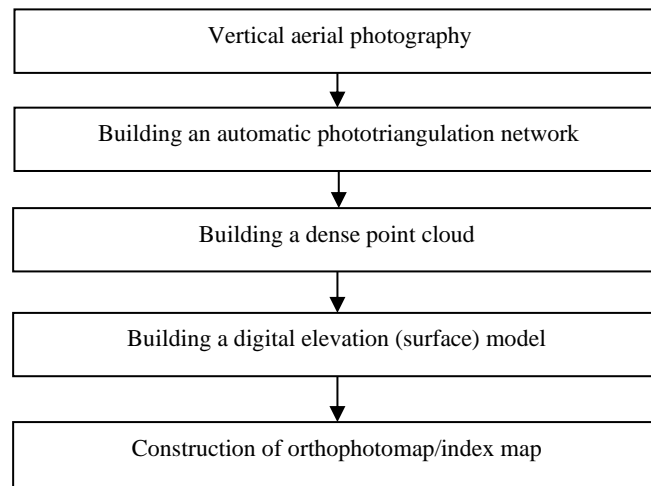 Vertical aerial photography
Building an automatic phototriangulation network
Building a dense point cloud
Building a digital elevation (surface) model
Construction of orthophotomap/index map